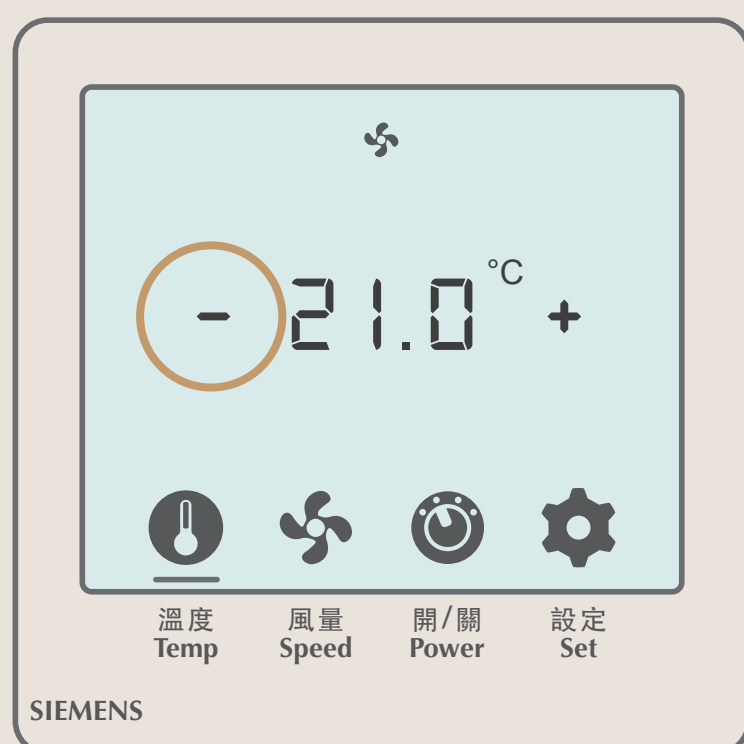 - 21.0 °C +
溫度 風量 開/關 設定
Temp Speed Power Set
SIEMENS